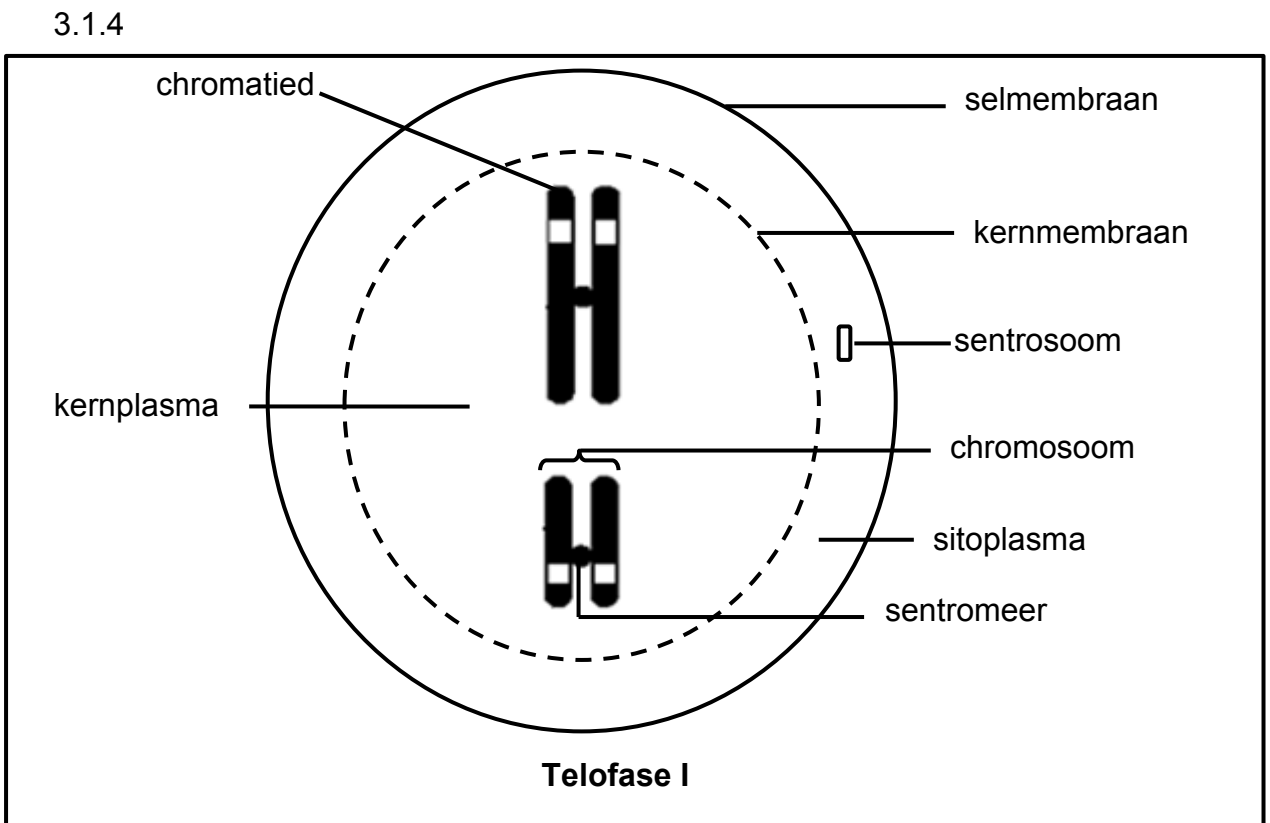 3.1.4
chromatied
selmembraan
kernmembraan
sentrosoom
kernplasma
chromosoom
sitoplasma
sentromeer
Telofase I